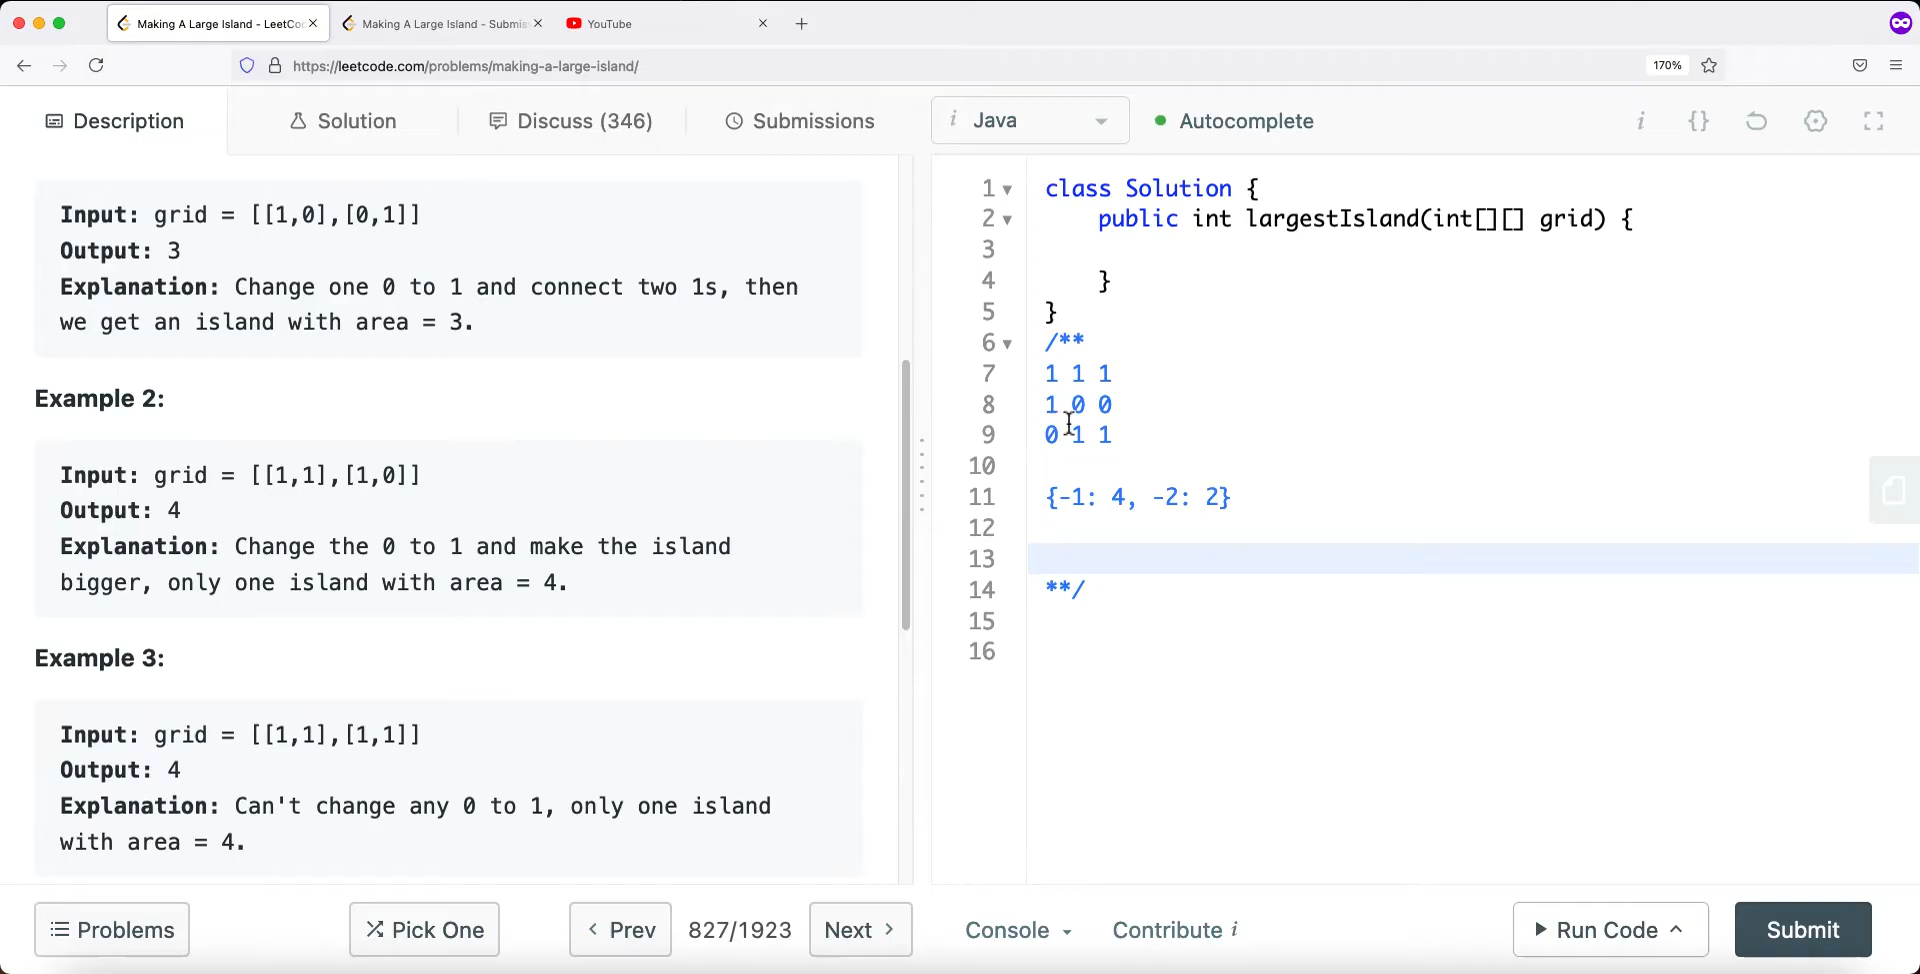 Making A Large Island - LeetCo
Making A Large Island - Submis
YouTube
https://leetcode.com/problems/making-a-large-island/
170%
Description
Solution
Discuss (346)
Submissions
i Java
Autocomplete
i {}
Input: grid = [[1,0],[0,1]]
Output: 3
Explanation: Change one 0 to 1 and connect two 1s, then
we get an island with area = 3.
Example 2:
Input: grid = [[1,1],[1,0]]
Output: 4
Explanation: Change the 0 to 1 and make the island
bigger, only one island with area = 4.
Example 3:
Input: grid = [[1,1],[1,1]]
Output: 4
Explanation: Can't change any 0 to 1, only one island
with area = 4.
1 class Solution {
2 public int largestIsland(int[][] grid) {
3
4 }
5 }
6 /**
7 1 1 1
8 1 0 0
9 0 1 1
10
11 {-1: 4, -2: 2}
12
13
14 **/
15
16
Problems
Pick One
Prev
827/1923
Next
Console
Contribute i
Run Code
Submit